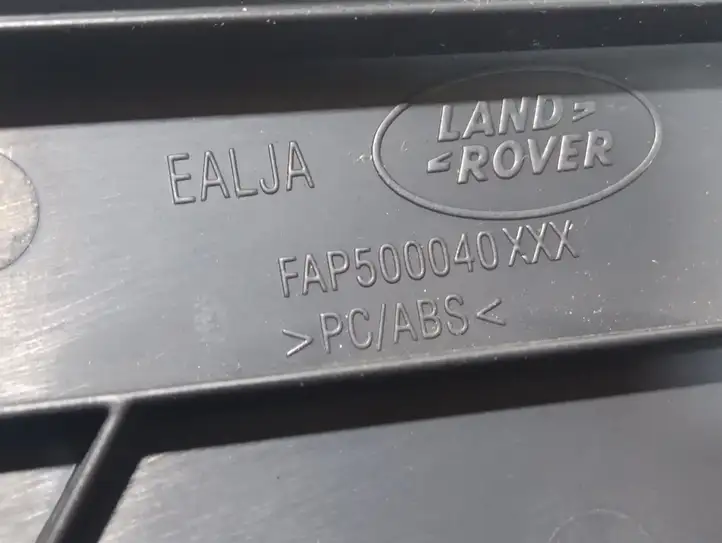 LAND
ROVER
EALJA
FAP500040XXX
>PC/ABS<